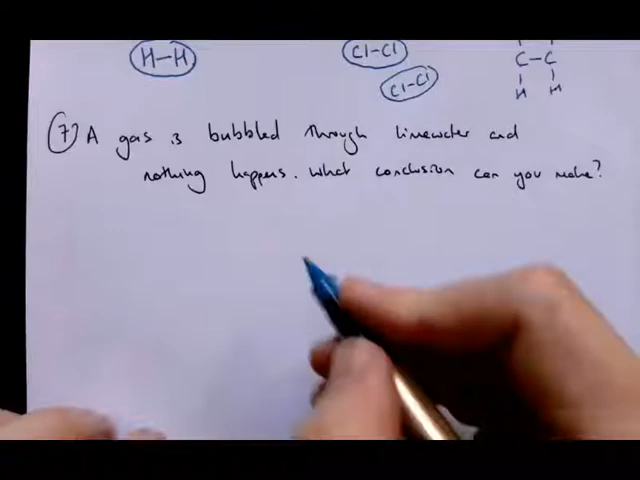 H-H
Cl-Cl
Cl-Cl
C-C
H H
(7) A gas is bubbled through limewater and
nothing happens. What conclusion can you make?